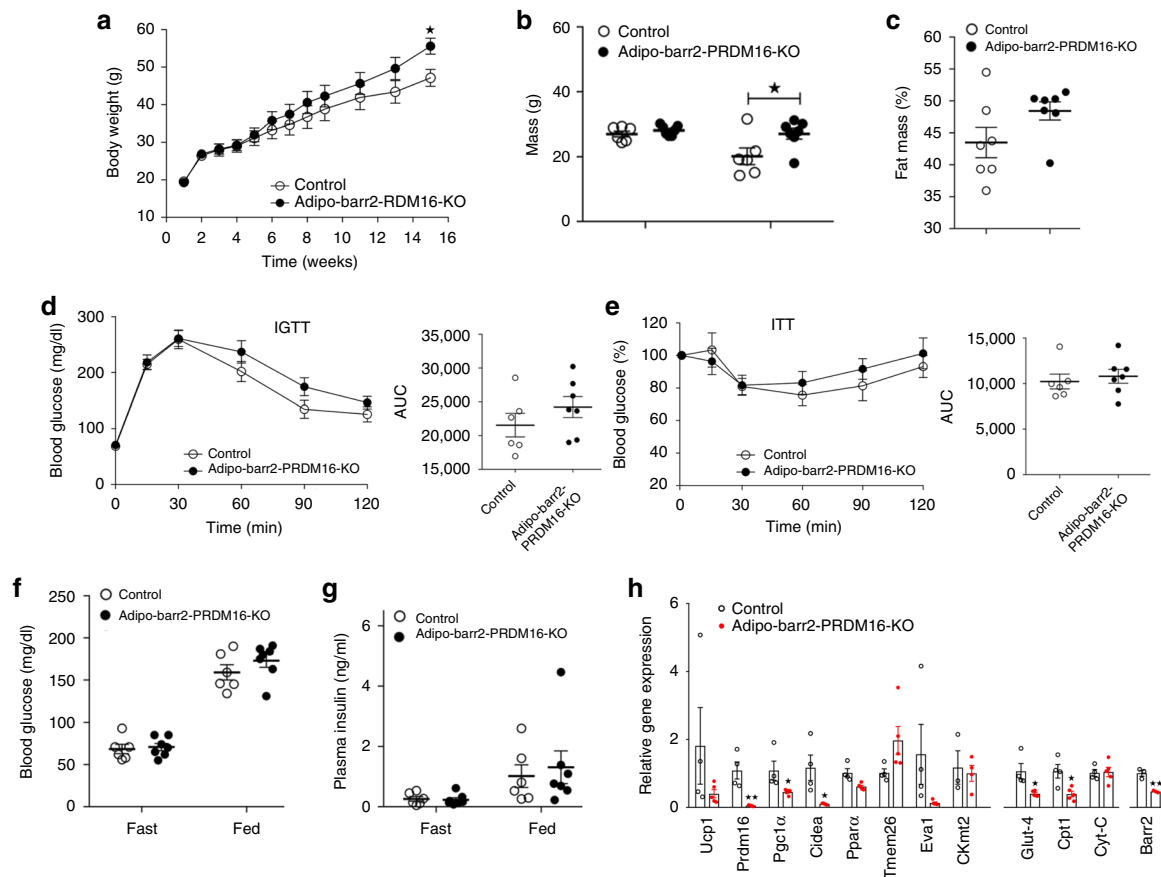 a
60
50
40
30
20
10
Body weight (g)
0 2 4 6 8 10 12 14 16
Time (weeks)
Control
Adipo-barr2-RDM16-KO
★
b
Control
Adipo-barr2-PRDM16-KO
60
40
20
0
Mass (g)
★
c
Control
Adipo-barr2-PRDM16-KO
60
55
50
45
40
35
30
Fat mass (%)
d
IGTT
300
200
100
0
Blood glucose (mg/dl)
Control
Adipo-barr2-PRDM16-KO
0 30 60 90 120
Time (min)
35,000
30,000
25,000
20,000
15,000
AUC
Control
Adipo-barr2-
PRDM16-KO
e
ITT
120
100
80
60
40
20
Blood glucose (%)
Control
Adipo-barr2-PRDM16-KO
0 30 60 90 120
Time (min)
15,000
10,000
5,000
0
AUC
Control
Adipo-barr2-
PRDM16-KO
f
Control
Adipo-barr2-PRDM16-KO
250
200
150
100
50
0
Blood glucose (mg/dl)
Fast Fed
g
Control
Adipo-barr2-PRDM16-KO
6
4
2
0
Plasma insulin (ng/ml)
Fast Fed
h
Control
Adipo-barr2-PRDM16-KO
6
4
2
0
Relative gene expression
★★ ★ ★ ★ ★ ★★
Ucp1
Prdm16
Pgc1α
Cidea
Pparα
Tmem26
Eva1
CKmt2
Glut-4
Cpt1
Cyt-C
Barr2